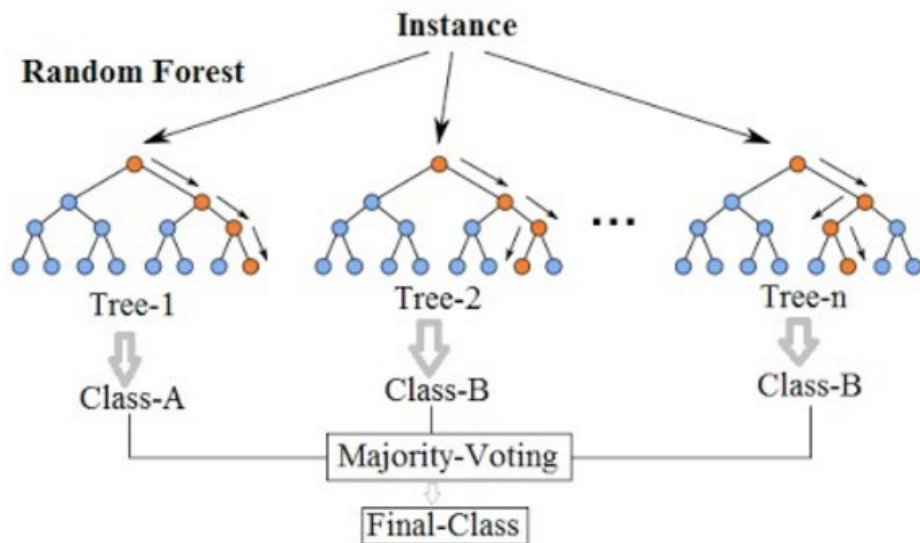 Instance
Random Forest
...
Tree-1
Tree-2
Tree-n
Class-A
Class-B
Class-B
Majority-Voting
Final-Class